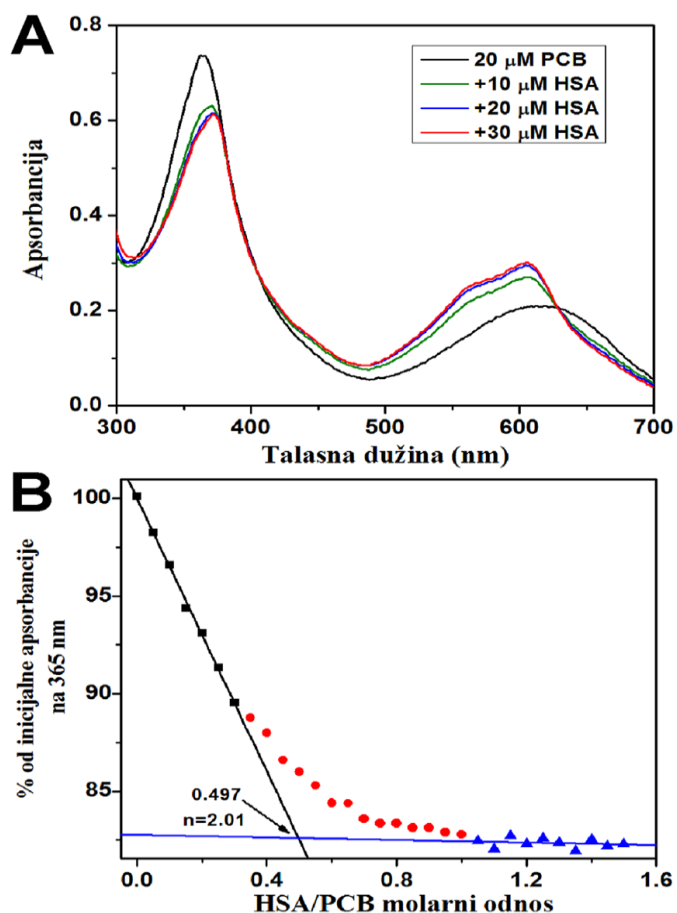 A
0.8
0.6
0.4
0.2
0.0
Apsorbancija
20 µM PCB
+10 µM HSA
+20 µM HSA
+30 µM HSA
300
400
500
600
700
Talasna dužina (nm)
B
100
95
90
85
% od inicijalne apsorbancije
na 365 nm
0.497
n=2.01
0.0
0.4
0.8
1.2
1.6
HSA/PCB molarni odnos